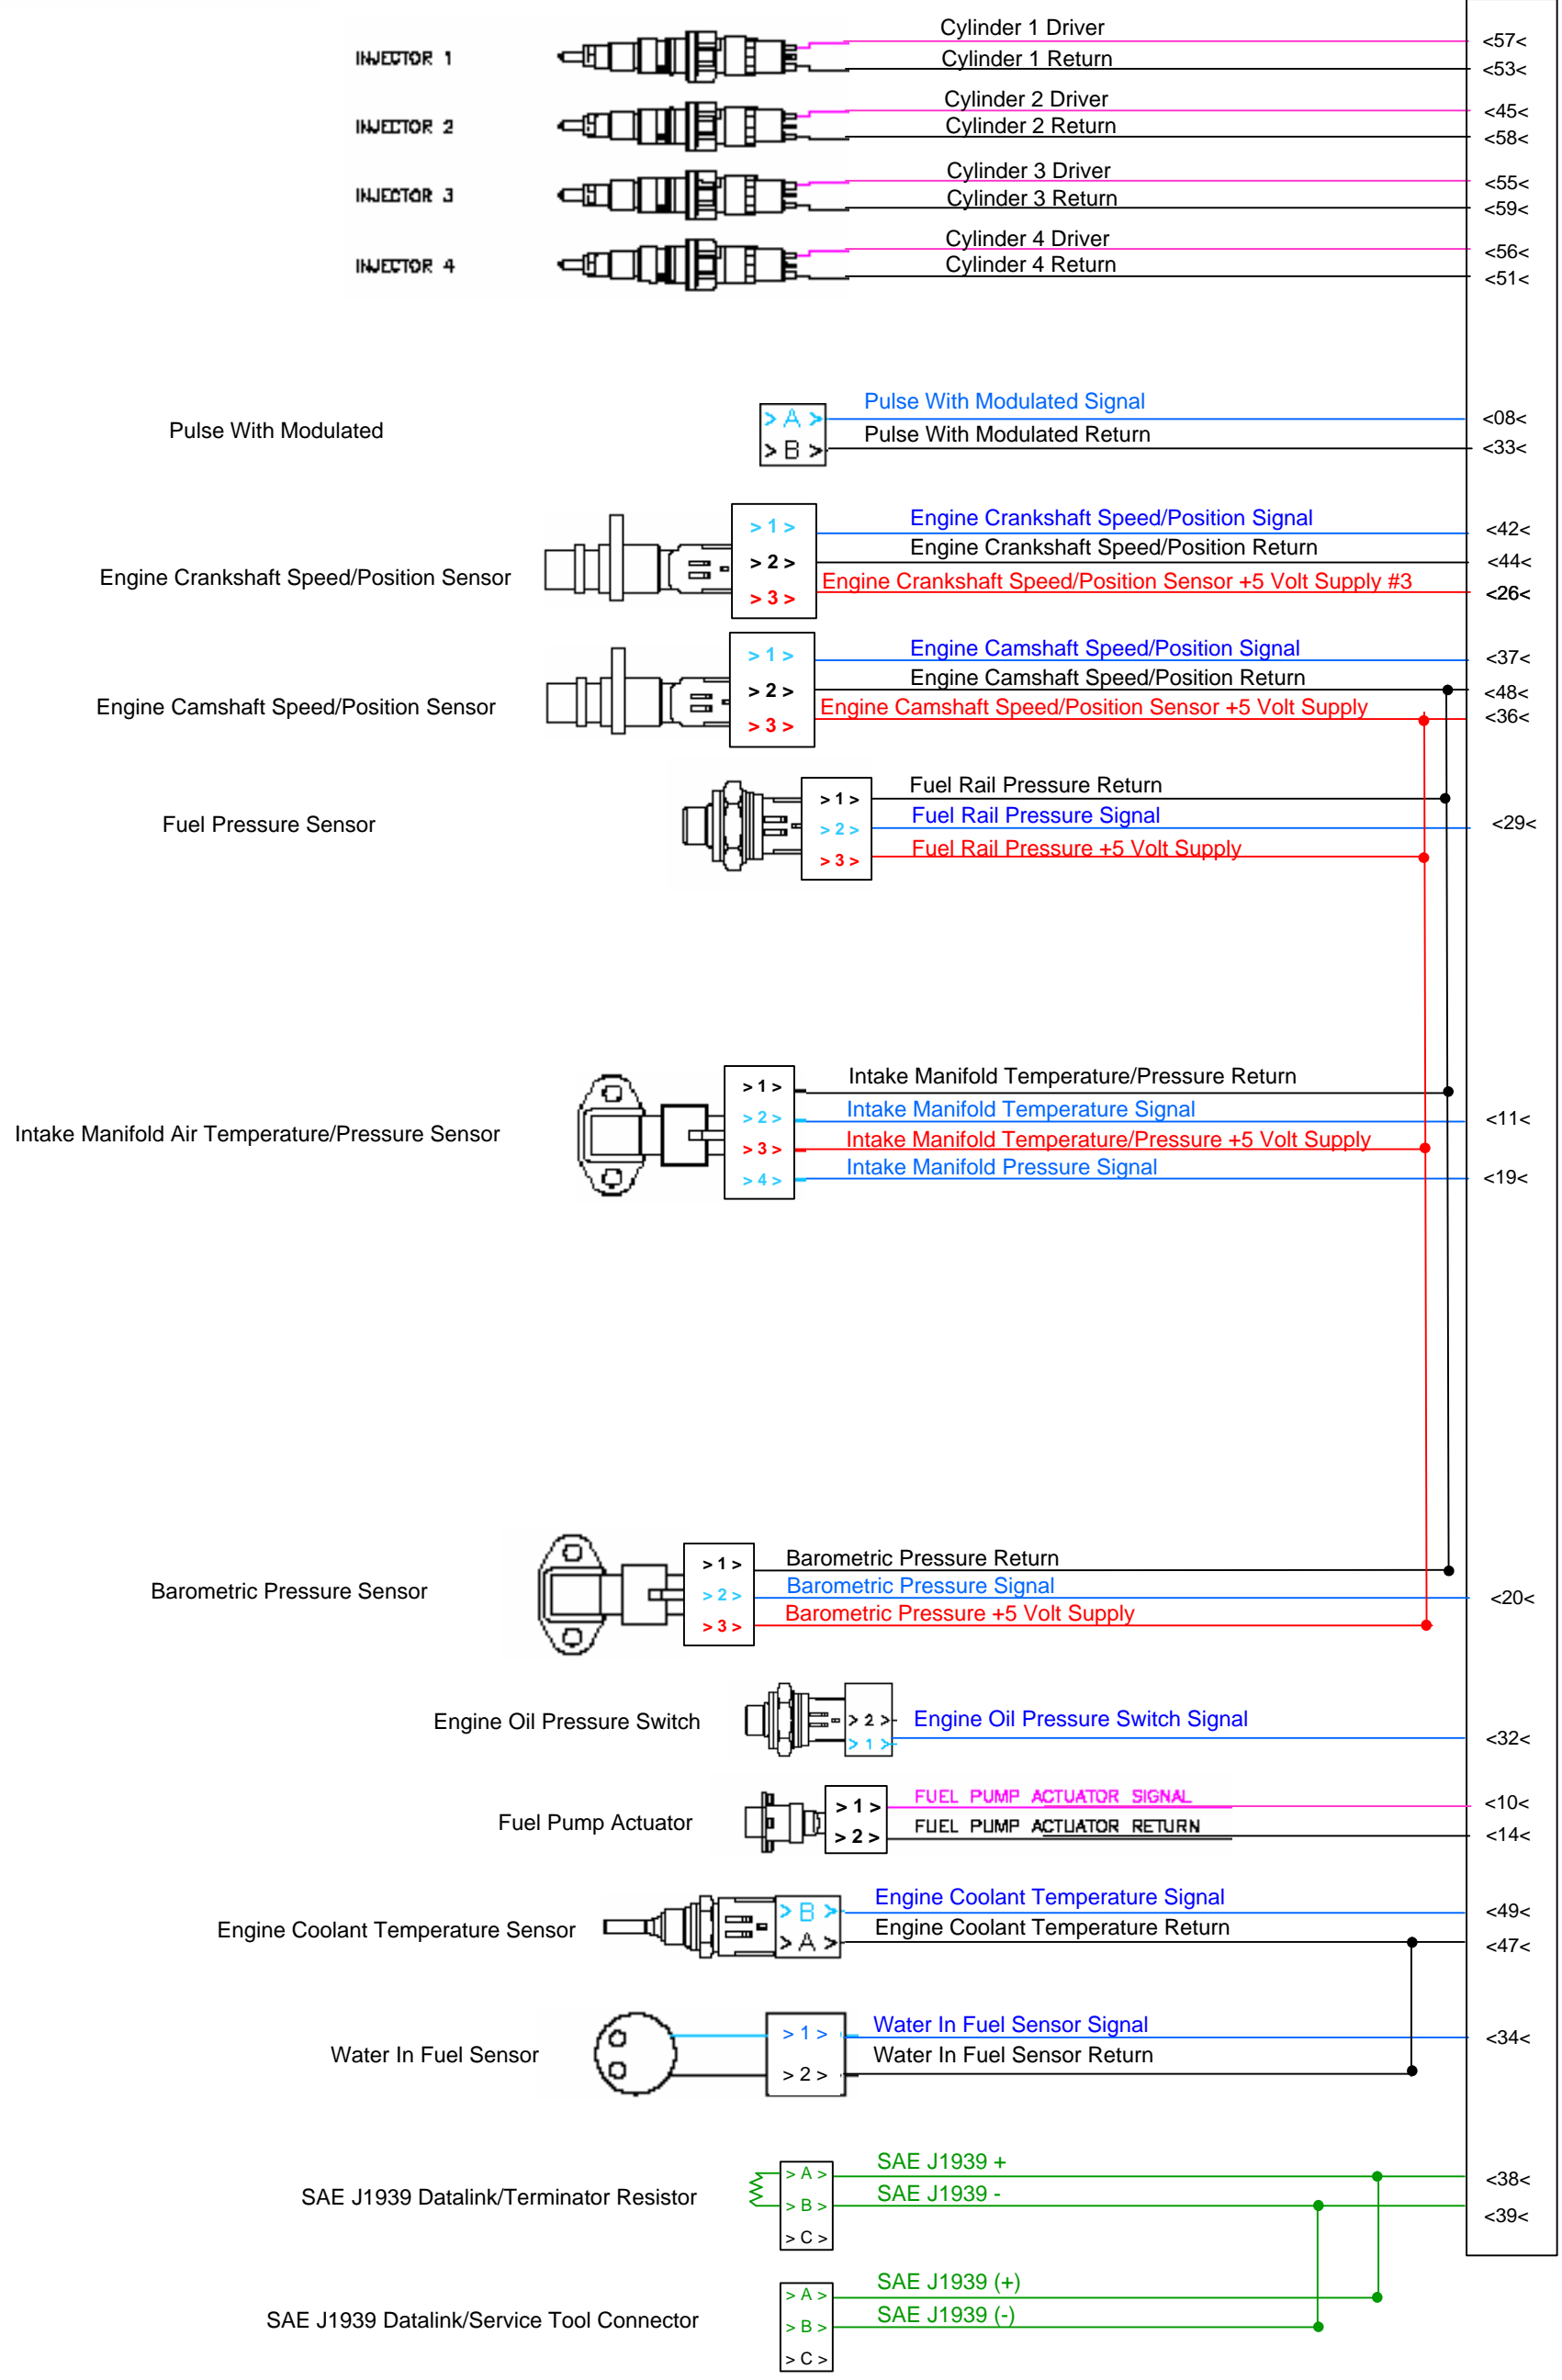 Cylinder 1 Driver
<57<
INJECTOR 1
Cylinder 1 Return
<53<
Cylinder 2 Driver
<45<
INJECTOR 2
Cylinder 2 Return
<58<
Cylinder 3 Driver
<55<
INJECTOR 3
Cylinder 3 Return
<59<
Cylinder 4 Driver
<56<
INJECTOR 4
Cylinder 4 Return
<51<
Pulse With Modulated
> A >
Pulse With Modulated Signal
<08<
> B >
Pulse With Modulated Return
<33<
Engine Crankshaft Speed/Position Sensor
> 1 >
Engine Crankshaft Speed/Position Signal
<42<
> 2 >
Engine Crankshaft Speed/Position Return
<44<
> 3 >
Engine Crankshaft Speed/Position Sensor +5 Volt Supply #3
<26<
Engine Camshaft Speed/Position Sensor
> 1 >
Engine Camshaft Speed/Position Signal
<37<
> 2 >
Engine Camshaft Speed/Position Return
<48<
> 3 >
Engine Camshaft Speed/Position Sensor +5 Volt Supply
<36<
Fuel Pressure Sensor
> 1 >
Fuel Rail Pressure Return
> 2 >
Fuel Rail Pressure Signal
<29<
> 3 >
Fuel Rail Pressure +5 Volt Supply
Intake Manifold Air Temperature/Pressure Sensor
> 1 >
Intake Manifold Temperature/Pressure Return
> 2 >
Intake Manifold Temperature Signal
<11<
> 3 >
Intake Manifold Temperature/Pressure +5 Volt Supply
> 4 >
Intake Manifold Pressure Signal
<19<
Barometric Pressure Sensor
> 1 >
Barometric Pressure Return
> 2 >
Barometric Pressure Signal
<20<
> 3 >
Barometric Pressure +5 Volt Supply
Engine Oil Pressure Switch
> 2 >
Engine Oil Pressure Switch Signal
> 1 >
<32<
Fuel Pump Actuator
> 1 >
FUEL PUMP ACTUATOR SIGNAL
<10<
> 2 >
FUEL PUMP ACTUATOR RETURN
<14<
Engine Coolant Temperature Sensor
> B >
Engine Coolant Temperature Signal
<49<
> A >
Engine Coolant Temperature Return
<47<
Water In Fuel Sensor
> 1 >
Water In Fuel Sensor Signal
<34<
> 2 >
Water In Fuel Sensor Return
SAE J1939 Datalink/Terminator Resistor
> A >
SAE J1939 +
<38<
> B >
SAE J1939 -
<39<
> C >
SAE J1939 Datalink/Service Tool Connector
> A >
SAE J1939 (+)
> B >
SAE J1939 (-)
> C >